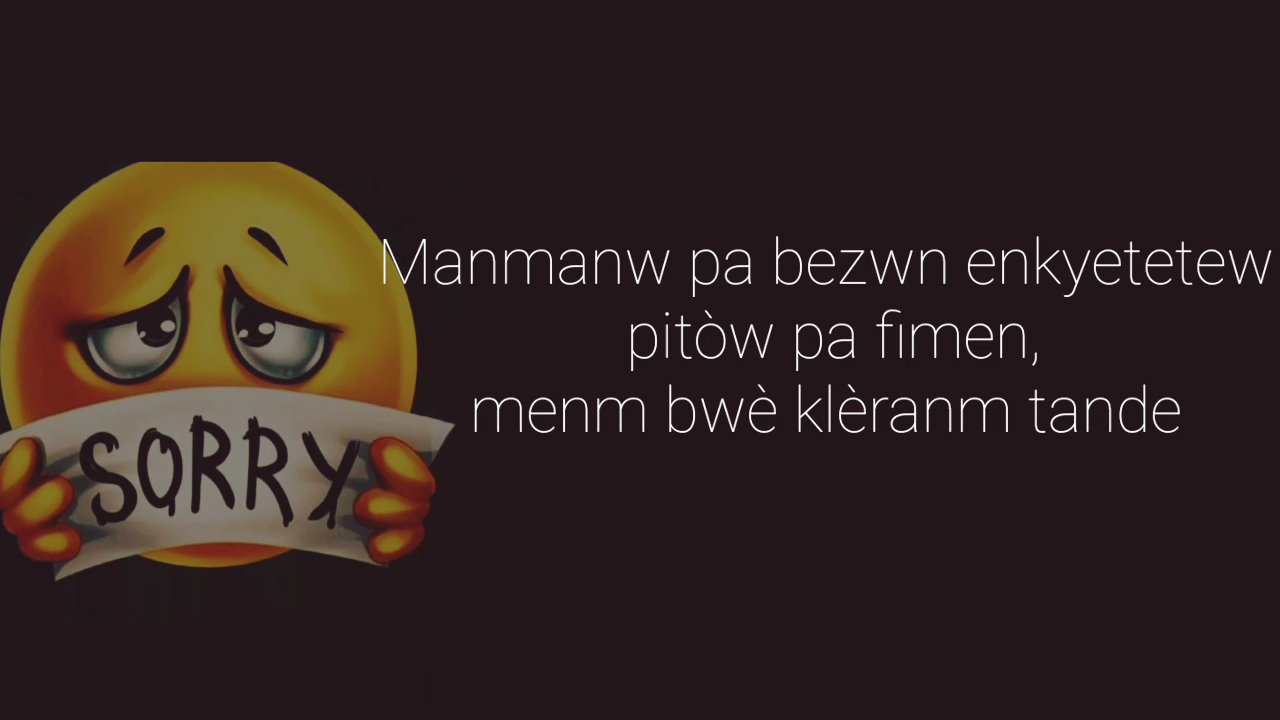 SORRY
Manmanw pa bezwn enkyetetew
pitòw pa fimen,
menm bwè klèranm tande